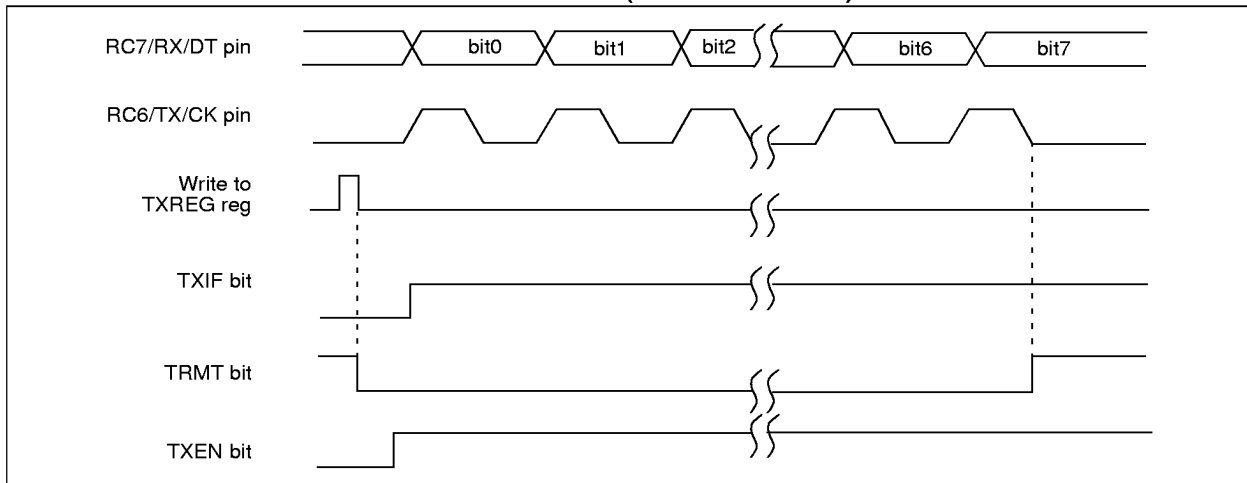 RC7/RX/DT pin
bit0
bit1
bit2
bit6
bit7
RC6/TX/CK pin
Write to
TXREG reg
TXIF bit
TRMT bit
TXEN bit